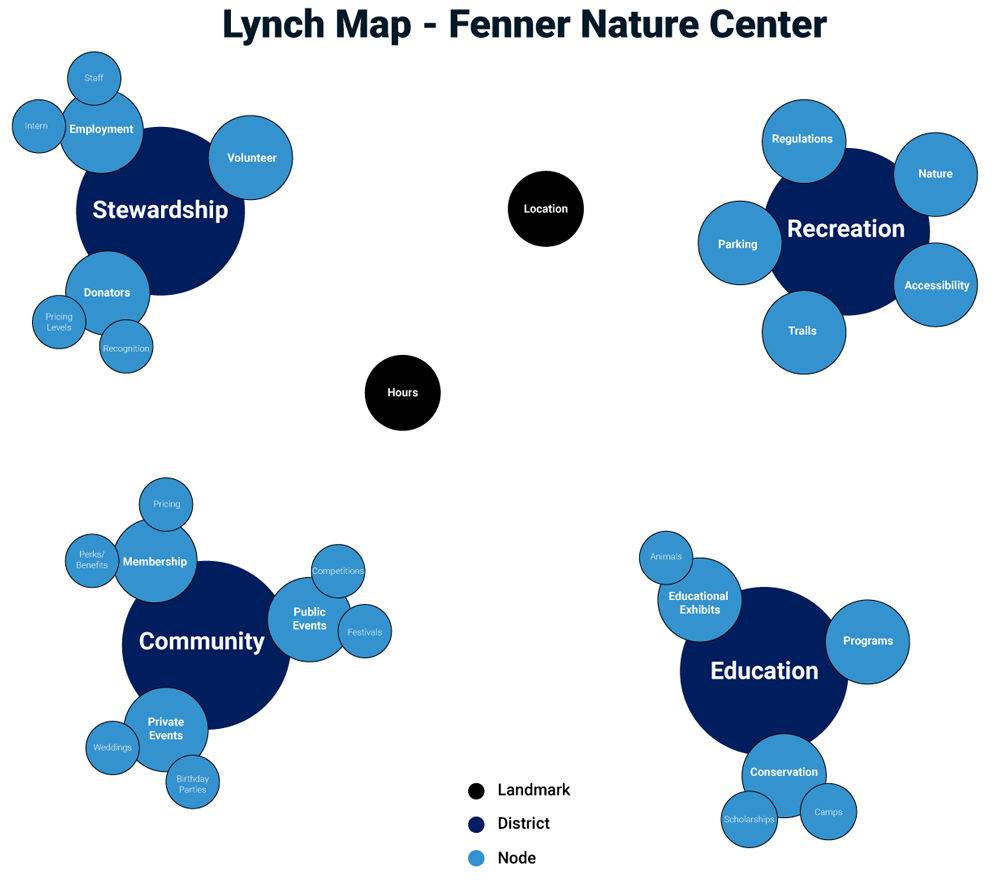 Lynch Map - Fenner Nature Center
Staff
Intern
Employment
Volunteer
Stewardship
Donators
Pricing
Levels
Recognition
Location
Hours
Regulations
Nature
Recreation
Parking
Accessibility
Trails
Pricing
Perks/
Benefits
Membership
Competitions
Public
Events
Festivals
Community
Private
Events
Weddings
Birthday
Parties
Animals
Educational
Exhibits
Programs
Education
Conservation
Scholarships
Camps
Landmark
District
Node